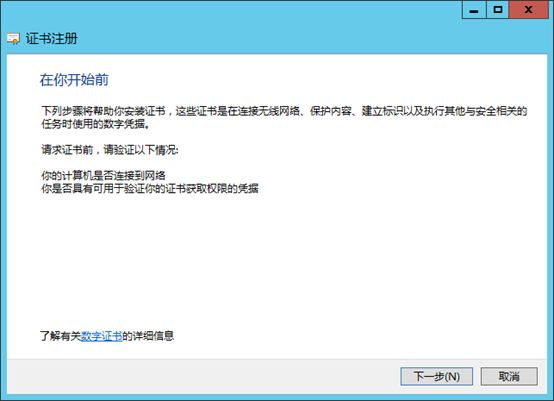 证书注册
在你开始前
下列步骤将帮助你安装证书，这些证书是在连接无线网络、保护内容、建立标识以及执行其他与安全相关的
任务时使用的数字凭据。
请求证书前，请验证以下情况:
你的计算机是否连接到网络
你是否具有可用于验证你的证书获取权限的凭据
了解有关数字证书的详细信息
下一步(N)
取消